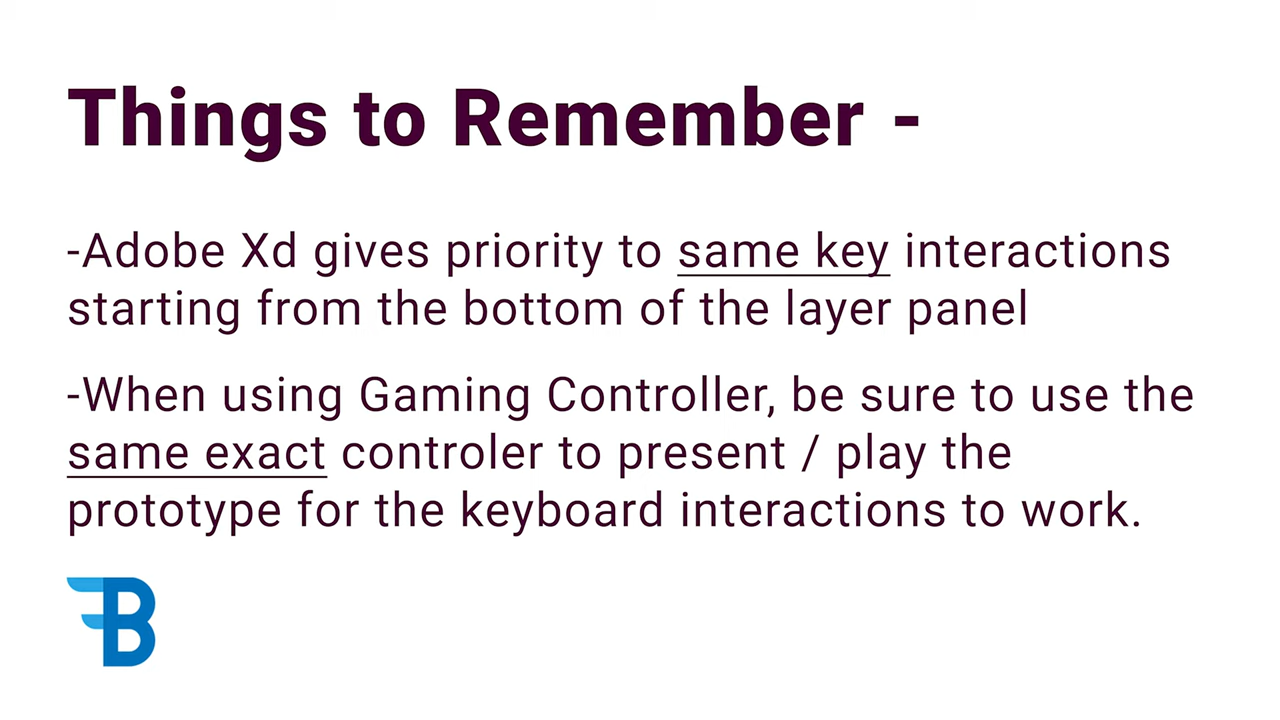 Things to Remember -
-Adobe Xd gives priority to same key interactions
starting from the bottom of the layer panel
-When using Gaming Controller, be sure to use the
same exact controler to present / play the
prototype for the keyboard interactions to work.
B